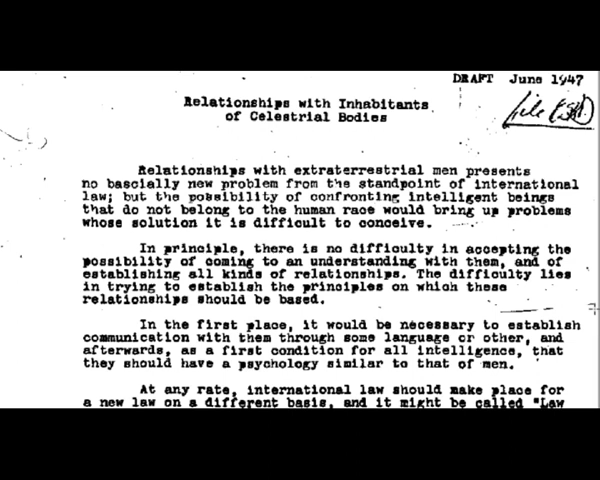 DRAFT June 1947
Relationships with Inhabitants
of Celestrial Bodies
Relationships with extraterrestrial men presents
no bascially new problem from the standpoint of international
law; but the possibility of confronting intelligent beings
that do not belong to the human race would bring up problems
whose solution it is difficult to conceive.
In principle, there is no difficulty in accepting the
possibility of coming to an understanding with them, and of
establishing all kinds of relationships. The difficulty lies
in trying to establish the principles on which these
relationships should be based.
In the first place, it would be necessary to establish
communication with them through some language or other, and
afterwards, as a first condition for all intelligence, that
they should have a psychology similar to that of men.
At any rate, international law should make place for
a new law on a different basis, and it might be called "Law